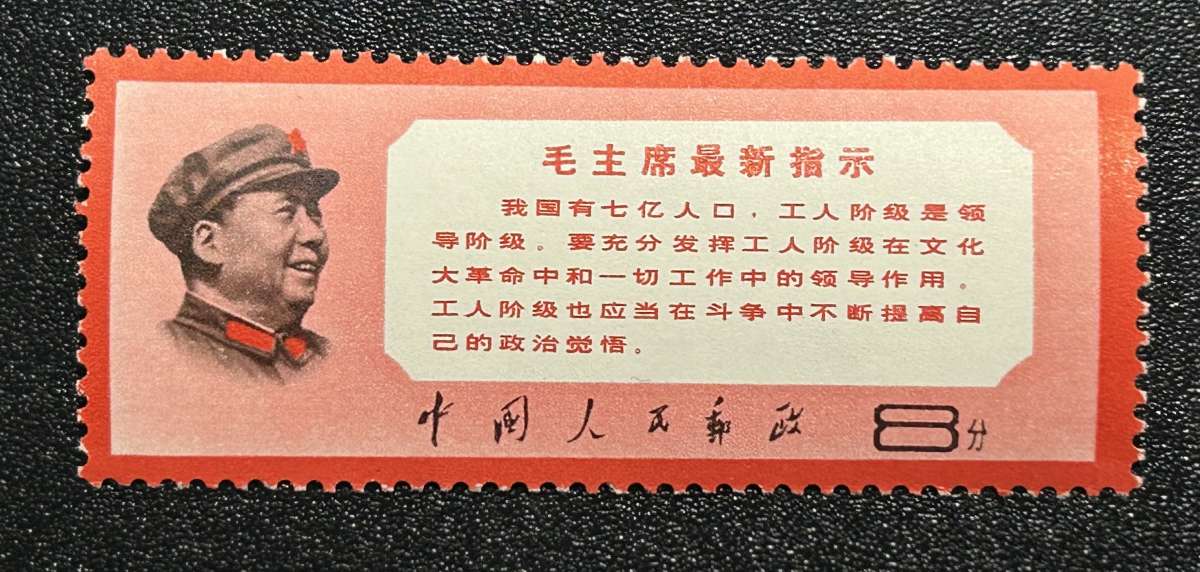 毛主席最新指示
我国有七亿人口，工人阶级是领
导阶级。要充分发挥工人阶级在文化
大革命中和一切工作中的领导作用。
工人阶级也应当在斗争中不断提高自
己的政治觉悟。
中国人民郵政 8分